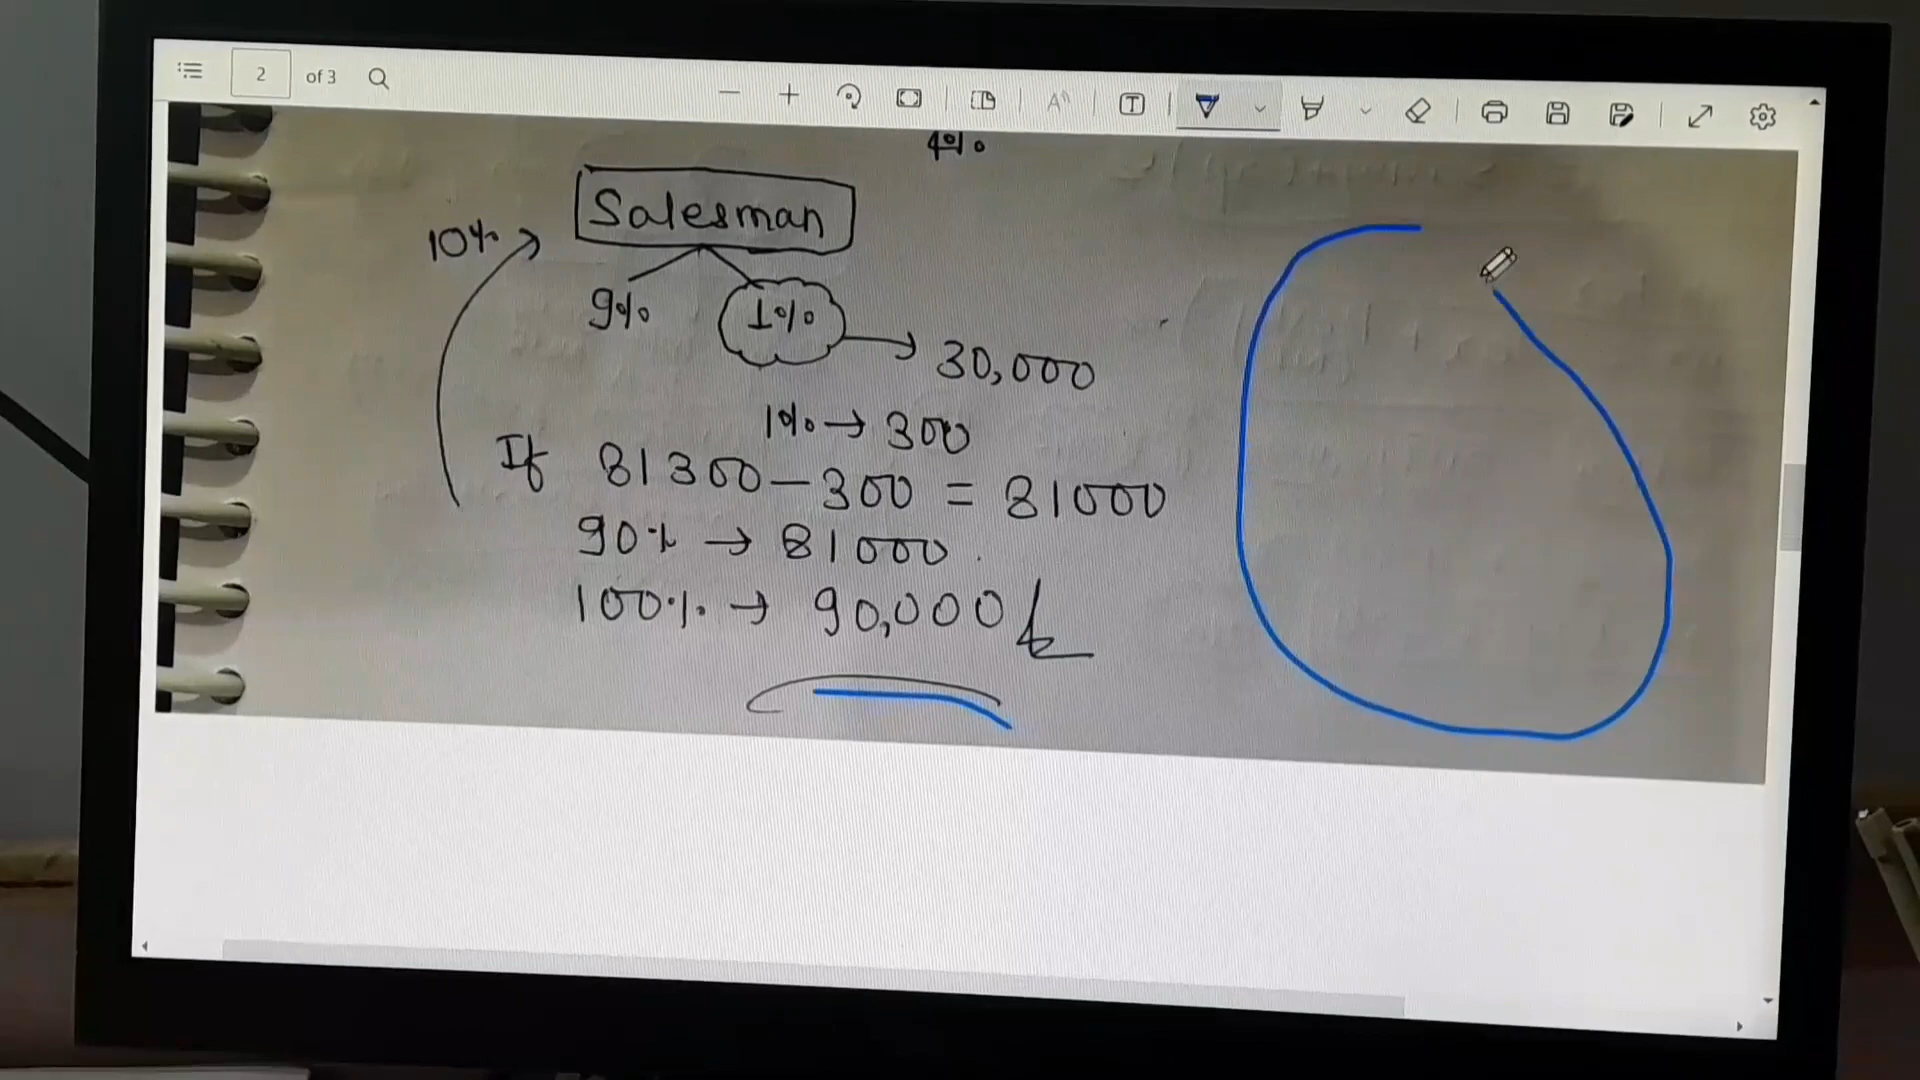 2 of 3
4%
Salesman
10%
9% 1% → 30,000
1% → 300
If 81300 - 300 = 81000
90% → 81000
100% → 90,000